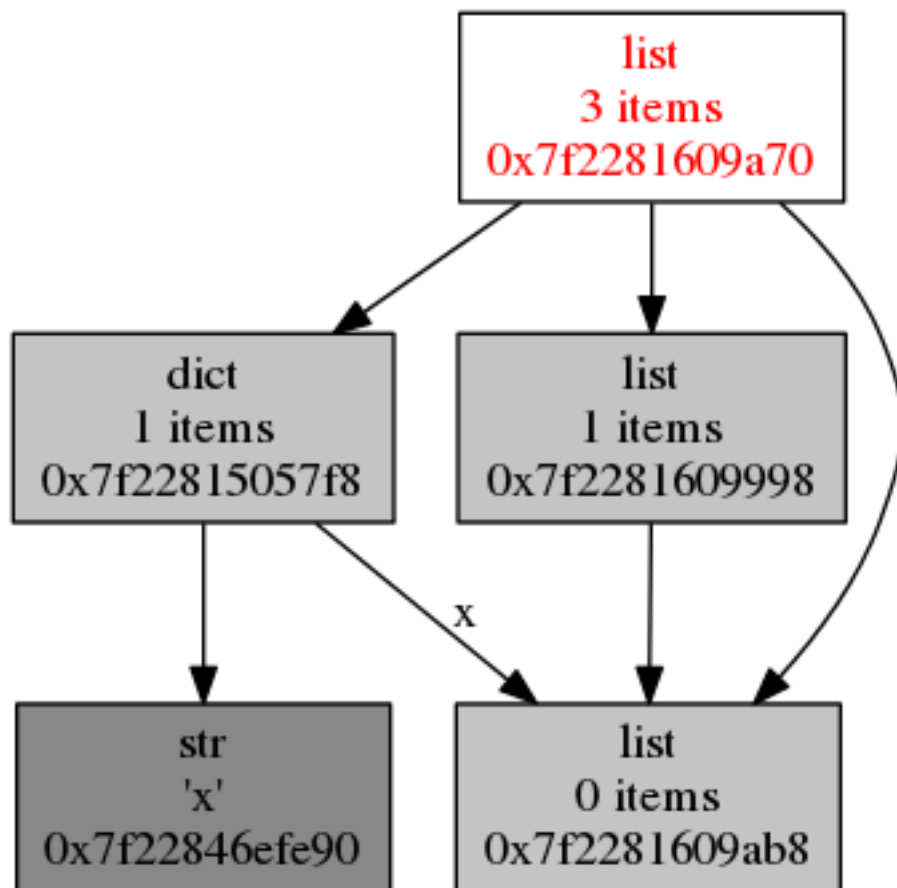 list
3 items
0x7f2281609a70
dict
1 items
0x7f22815057f8
list
1 items
0x7f2281609998
x
str
'x'
0x7f22846efe90
list
0 items
0x7f2281609ab8